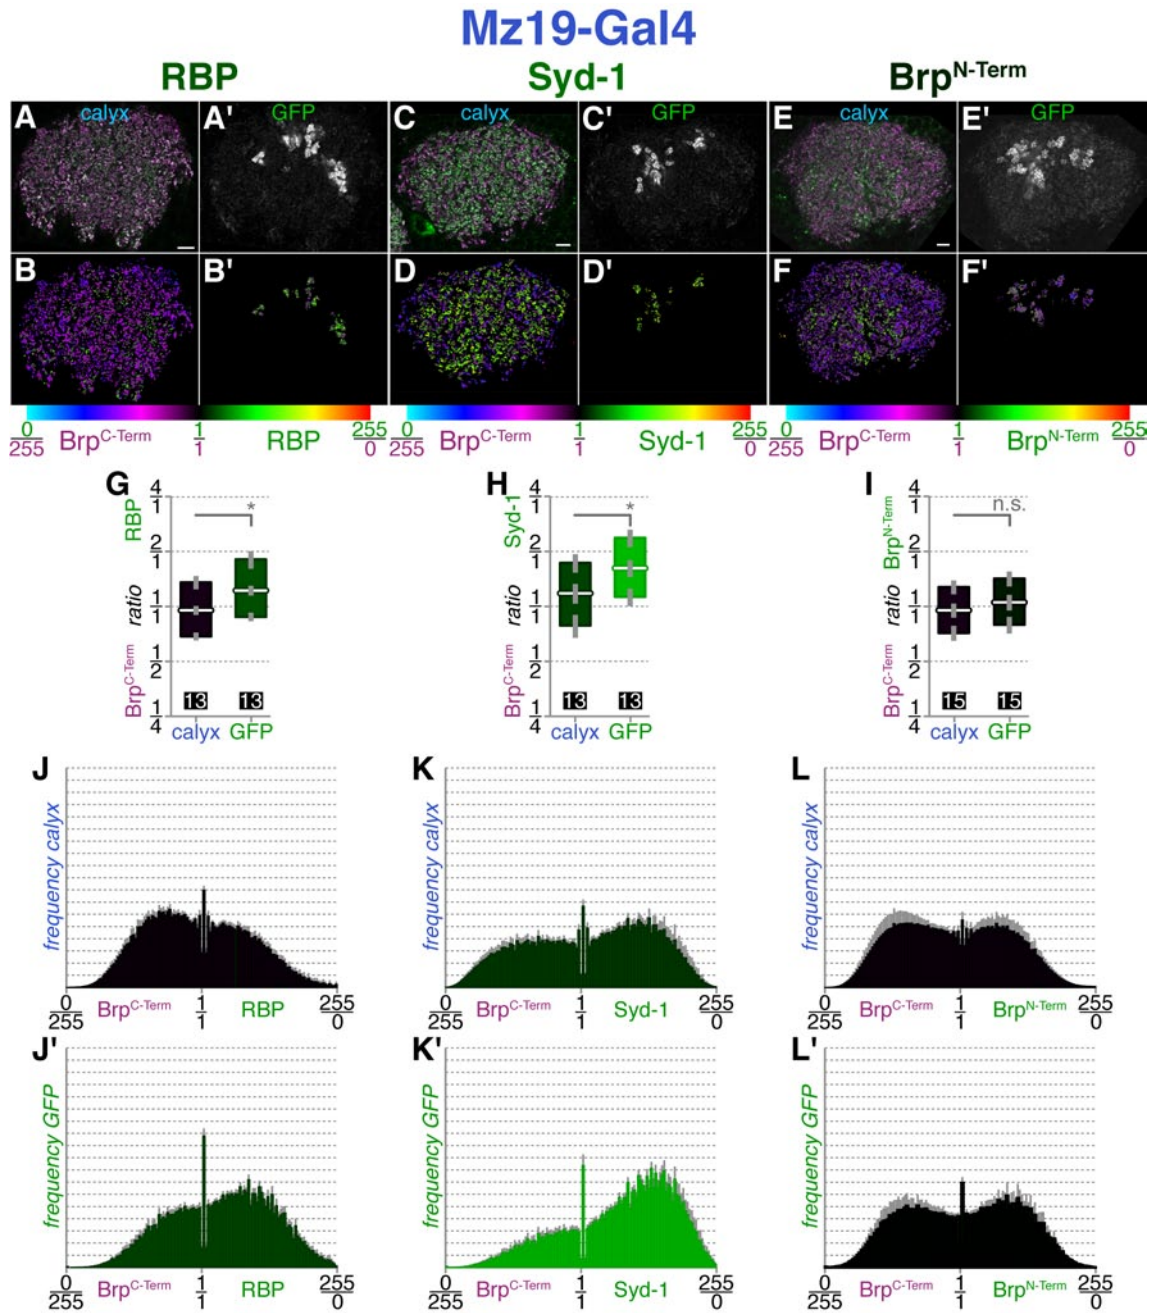 Mz19-Gal4
RBP Syd-1 Brp^N-Term
A calyx A' GFP C calyx C' GFP E calyx E' GFP
B B' D D' F F'
0/255 Brp^C-Term 1/1 RBP 255/0 0/255 Brp^C-Term 1/1 Syd-1 255/0 0/255 Brp^C-Term 1/1 Brp^N-Term 255/0
G H I
4/1 RBP * 4/1 Syd-1 * 4/1 Brp^N-Term n.s.
2/1 2/1 2/1
ratio 1/1 ratio 1/1 ratio 1/1
1/2 1/2 1/2
Brp^C-Term 1/4 13 13 Brp^C-Term 1/4 13 13 Brp^C-Term 1/4 15 15
calyx GFP calyx GFP calyx GFP
J K L
frequency calyx frequency calyx frequency calyx
0/255 Brp^C-Term 1/1 RBP 255/0 0/255 Brp^C-Term 1/1 Syd-1 255/0 0/255 Brp^C-Term 1/1 Brp^N-Term 255/0
J' K' L'
frequency GFP frequency GFP frequency GFP
0/255 Brp^C-Term 1/1 RBP 255/0 0/255 Brp^C-Term 1/1 Syd-1 255/0 0/255 Brp^C-Term 1/1 Brp^N-Term 255/0